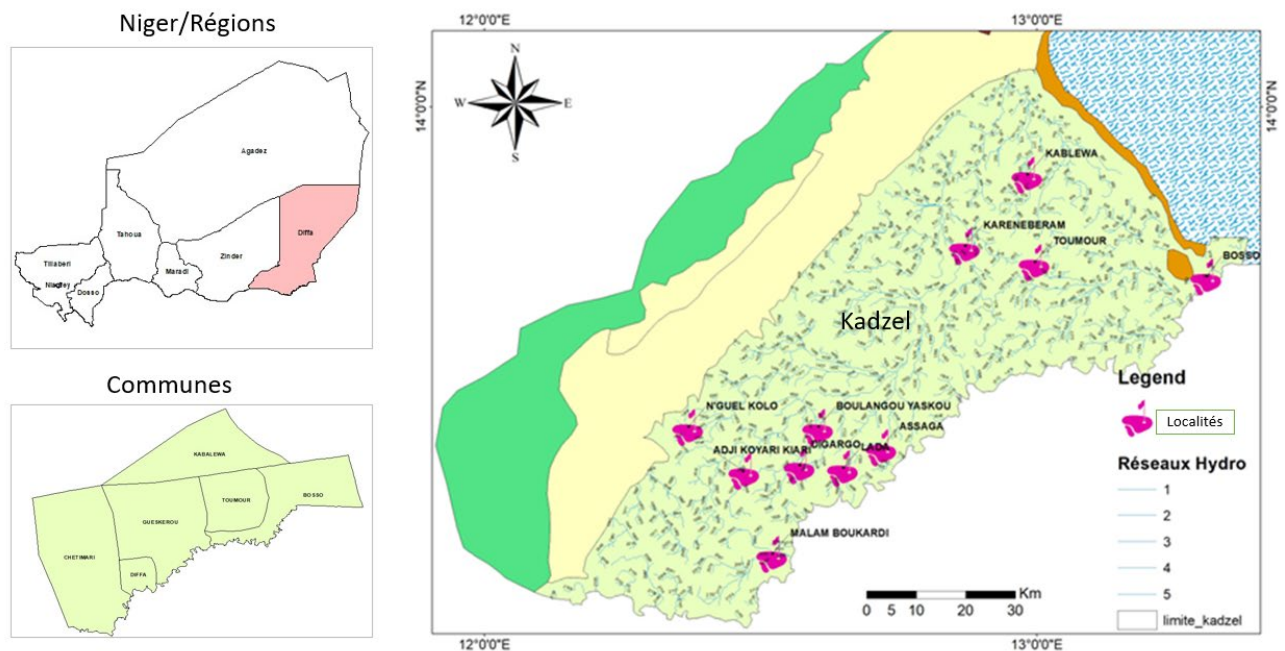 Niger/Régions
Agadez
Diffa
Tahoua
Zinder
Maradi
Tillaberi
Dosso
Communes
KABALEWA
TOUMOUR
BOSSO
GUESKEROU
CHETIMARI
DIFFA
12°0'0"E
13°0'0"E
14°0'0"N
14°0'0"N
N
W
E
S
KABLEWA
KARENEBERAM
TOUMOUR
BOSSO
Kadzel
N'GUEL KOLO
BOULANGOU YASKOU
ASSAGA
ADJI KOYARI KIARI
LADA
MALAM BOUKARDI
Legend
Localités
Réseaux Hydro
1
2
3
4
5
limite_kadzel
Km
0 5 10 20 30
12°0'0"E
13°0'0"E